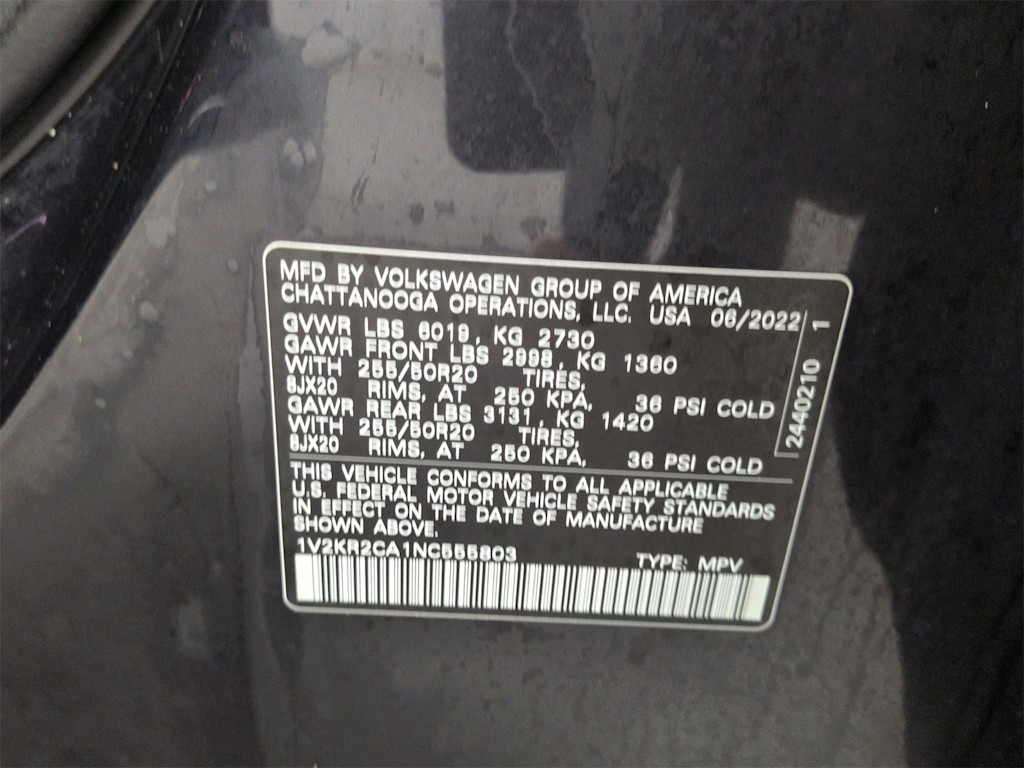 MFD BY VOLKSWAGEN GROUP OF AMERICA
CHATTANOOGA OPERATIONS, LLC. USA 06/2022
GVWR LBS 6019, KG 2730
GAWR FRONT LBS 2998, KG 1360
WITH 255/50R20 TIRES,
8JX20 RIMS, AT 250 KPA, 36 PSI COLD
GAWR REAR LBS 3131, KG 1420
WITH 255/50R20 TIRES,
8JX20 RIMS, AT 250 KPA, 36 PSI COLD
2440210 1
THIS VEHICLE CONFORMS TO ALL APPLICABLE
U.S. FEDERAL MOTOR VEHICLE SAFETY STANDARDS
IN EFFECT ON THE DATE OF MANUFACTURE
SHOWN ABOVE.
1V2KR2CA1NC555803 TYPE: MPV